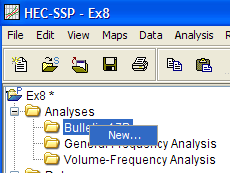 HEC-SSP - Ex8
File Edit View Maps Data Analysis
Ex8 *
Analyses
New...
General Frequency Analysis
Volume-Frequency Analysis